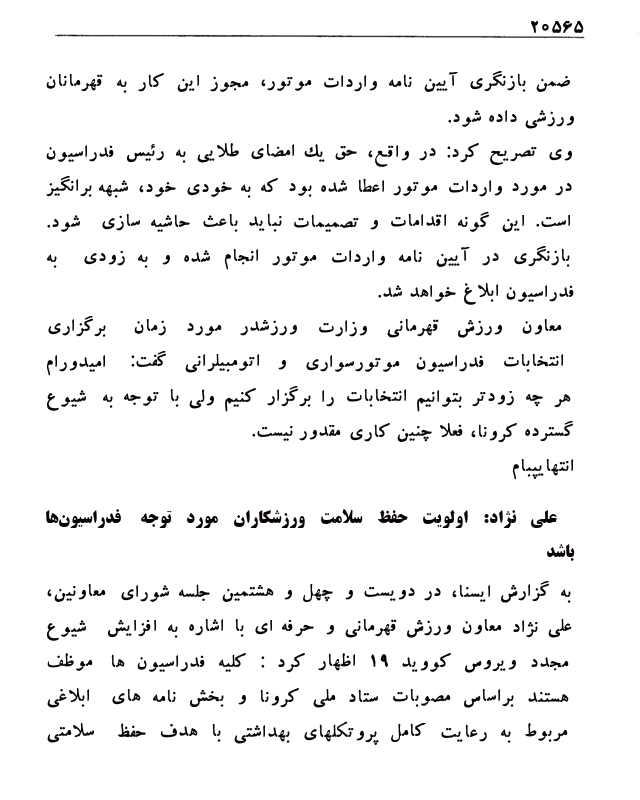 ۲۰۵۶۵
ضمن بازنگری آیین نامه واردات موتور، مجوز این کار به قهرمانان
ورزشی داده شود.
وی تصریح کرد: در واقع، حق یك امضای طلایی به رئیس فدراسیون
در مورد واردات موتور اعطا شده بود که به خودی خود، شبهه برانگیز
است. این گونه اقدامات و تصمیمات نباید باعث حاشیه سازی شود.
بازنگری در آیین نامه واردات موتور انجام شده و به زودی به
فدراسیون ابلاغ خواهد شد.
معاون ورزش قهرمانی وزارت ورزشدر مورد زمان برگزاری
انتخابات فدراسیون موتورسواری و اتومبیلرانی گفت: امیدورام
هر چه زودتر بتوانیم انتخابات را برگزار کنیم ولی با توجه به شیوع
گسترده کرونا، فعلا چنین کاری مقدور نیست.
انتهایپیام
علی نژاد: اولویت حفظ سلامت ورزشکاران مورد توجه فدراسیون‌ها
باشد
به گزارش ایسنا، در دویست و چهل و هشتمین جلسه شورای معاونین،
علی نژاد معاون ورزش قهرمانی و حرفه ای با اشاره به افزایش شیوع
مجدد ویروس کووید ۱۹ اظهار کرد : کلیه فدراسیون ها موظف
هستند براساس مصوبات ستاد ملی کرونا و بخش نامه های ابلاغی
مربوط به رعایت کامل پروتکلهای بهداشتی با هدف حفظ سلامتی